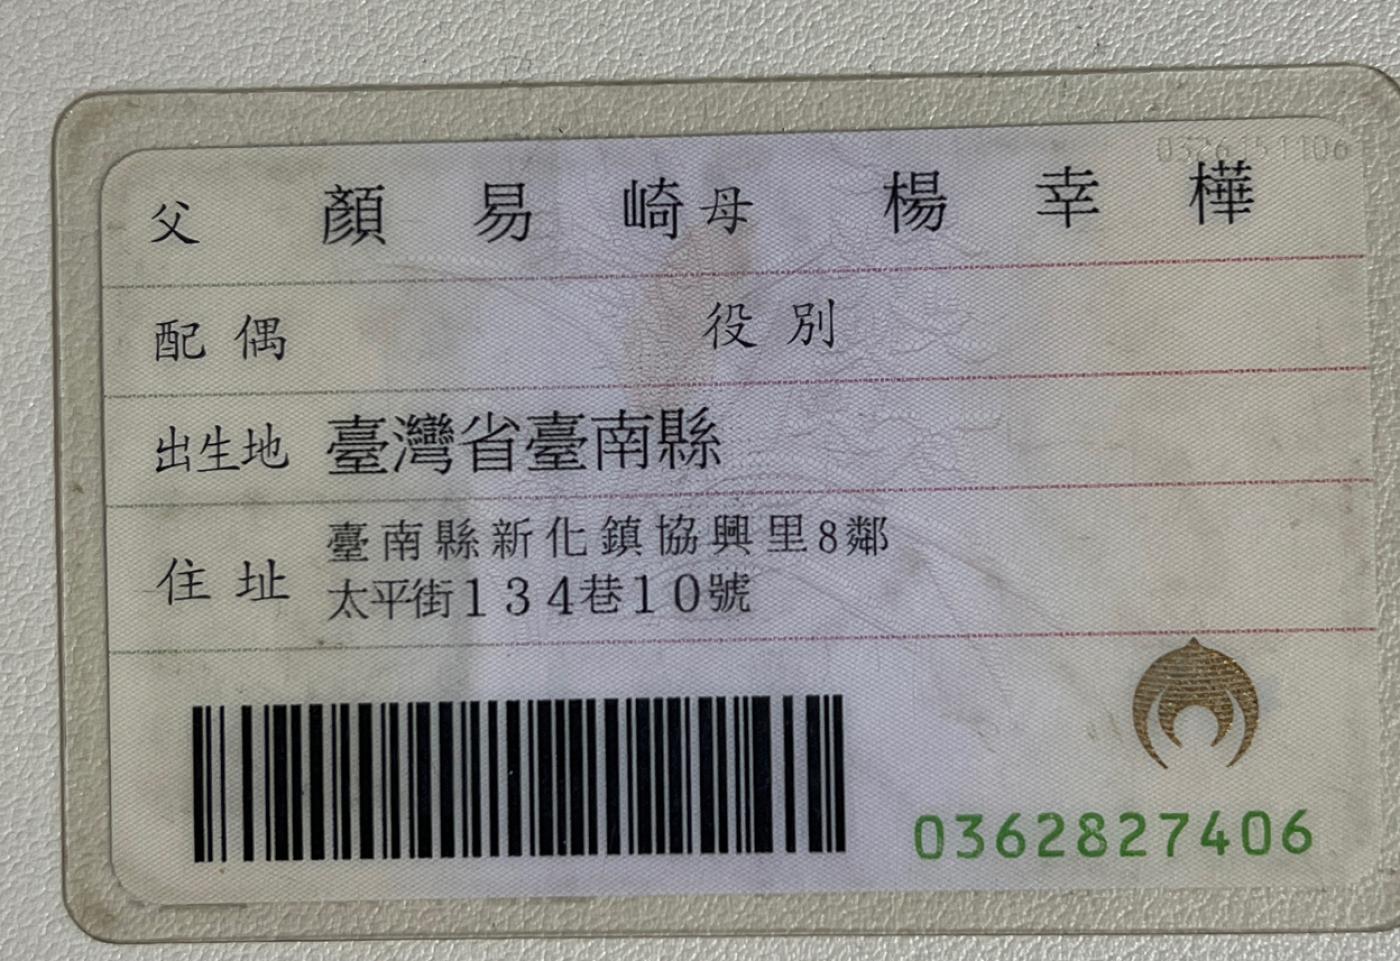 父 顏易崎 母 楊幸樺
配偶 役別
出生地 臺灣省臺南縣
住址 臺南縣新化鎮協興里8鄰
太平街134巷10號
0362827406